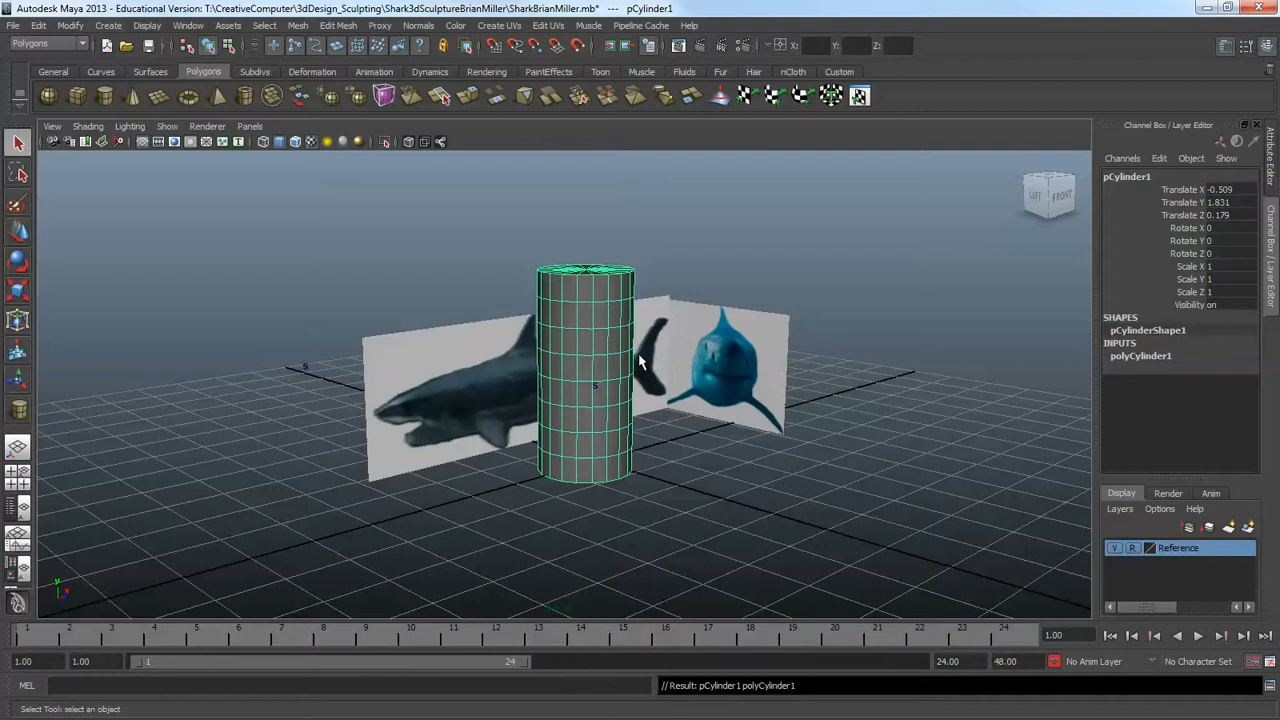 Autodesk Maya 2013 - Educational Version: T:\CreativeComputer\3dDesign_Sculpting\Shark3dSculptureBrianMiller\SharkBrianMiller.mb* --- pCylinder1
File Edit Modify Create Display Window Assets Select Mesh Edit Mesh Proxy Normals Color Create UVs Edit UVs Muscle Pipeline Cache Help
Polygons X: Y: Z:
General Curves Surfaces Polygons Subdivs Deformation Animation Dynamics Rendering PaintEffects Toon Muscle Fluids Fur Hair nCloth Custom
View Shading Lighting Show Renderer Panels
Channel Box / Layer Editor
Channels Edit Object Show
pCylinder1
Translate X -0.509
Translate Y 1.831
Translate Z 0.179
Rotate X 0
Rotate Y 0
Rotate Z 0
Scale X 1
Scale Y 1
Scale Z 1
Visibility on
SHAPES
pCylinderShape1
INPUTS
polyCylinder1
Attribute Editor
Channel Box / Layer Editor
LEFT FRONT
S
S
y
x
Display Render Anim
Layers Options Help
V R Reference
1 2 3 4 5 6 7 8 9 10 11 12 13 14 15 16 17 18 19 20 21 22 23 24 1.00
1.00 1.00 1 24 24.00 48.00 No Anim Layer No Character Set
MEL // Result: pCylinder1 polyCylinder1
Select Tool: select an object